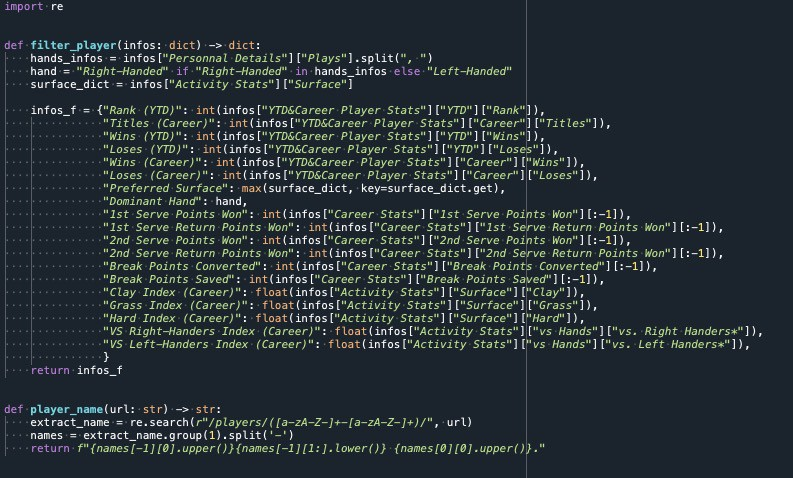 import re
def filter_player(infos: dict) -> dict:
    hands_infos = infos["Personnal Details"]["Plays"].split(", ")
    hand = "Right-Handed" if "Right-Handed" in hands_infos else "Left-Handed"
    surface_dict = infos["Activity Stats"]["Surface"]
    infos_f = {"Rank (YTD)": int(infos["YTD&Career Player Stats"]["YTD"]["Rank"]),
               "Titles (Career)": int(infos["YTD&Career Player Stats"]["Career"]["Titles"]),
               "Wins (YTD)": int(infos["YTD&Career Player Stats"]["YTD"]["Wins"]),
               "Loses (YTD)": int(infos["YTD&Career Player Stats"]["YTD"]["Loses"]),
               "Wins (Career)": int(infos["YTD&Career Player Stats"]["Career"]["Wins"]),
               "Loses (Career)": int(infos["YTD&Career Player Stats"]["Career"]["Loses"]),
               "Preferred Surface": max(surface_dict, key=surface_dict.get),
               "Dominant Hand": hand,
               "1st Serve Points Won": int(infos["Career Stats"]["1st Serve Points Won"][:-1]),
               "1st Serve Return Points Won": int(infos["Career Stats"]["1st Serve Return Points Won"][:-1]),
               "2nd Serve Points Won": int(infos["Career Stats"]["2nd Serve Points Won"][:-1]),
               "2nd Serve Return Points Won": int(infos["Career Stats"]["2nd Serve Return Points Won"][:-1]),
               "Break Points Converted": int(infos["Career Stats"]["Break Points Converted"][:-1]),
               "Break Points Saved": int(infos["Career Stats"]["Break Points Saved"][:-1]),
               "Clay Index (Career)": float(infos["Activity Stats"]["Surface"]["Clay"]),
               "Grass Index (Career)": float(infos["Activity Stats"]["Surface"]["Grass"]),
               "Hard Index (Career)": float(infos["Activity Stats"]["Surface"]["Hard"]),
               "VS Right-Handers Index (Career)": float(infos["Activity Stats"]["vs Hands"]["vs. Right Handers*"]),
               "VS Left-Handers Index (Career)": float(infos["Activity Stats"]["vs Hands"]["vs. Left Handers*"]),
               }
    return infos_f
def player_name(url: str) -> str:
    extract_name = re.search(r"/players/([a-zA-Z-]+-[a-zA-Z-]+)/", url)
    names = extract_name.group(1).split('-')
    return f"{names[-1][0].upper()}{names[-1][1:].lower()} {names[0][0].upper()}."